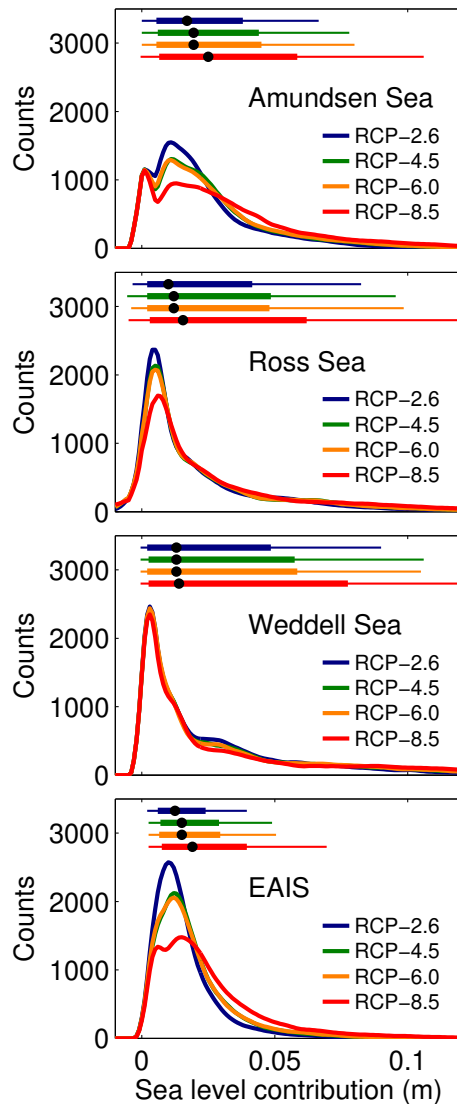 3000
2000
1000
0
Counts
Amundsen Sea
RCP−2.6
RCP−4.5
RCP−6.0
RCP−8.5
3000
2000
1000
0
Counts
Ross Sea
RCP−2.6
RCP−4.5
RCP−6.0
RCP−8.5
3000
2000
1000
0
Counts
Weddell Sea
RCP−2.6
RCP−4.5
RCP−6.0
RCP−8.5
3000
2000
1000
0
Counts
EAIS
RCP−2.6
RCP−4.5
RCP−6.0
RCP−8.5
0 0.05 0.1
Sea level contribution (m)